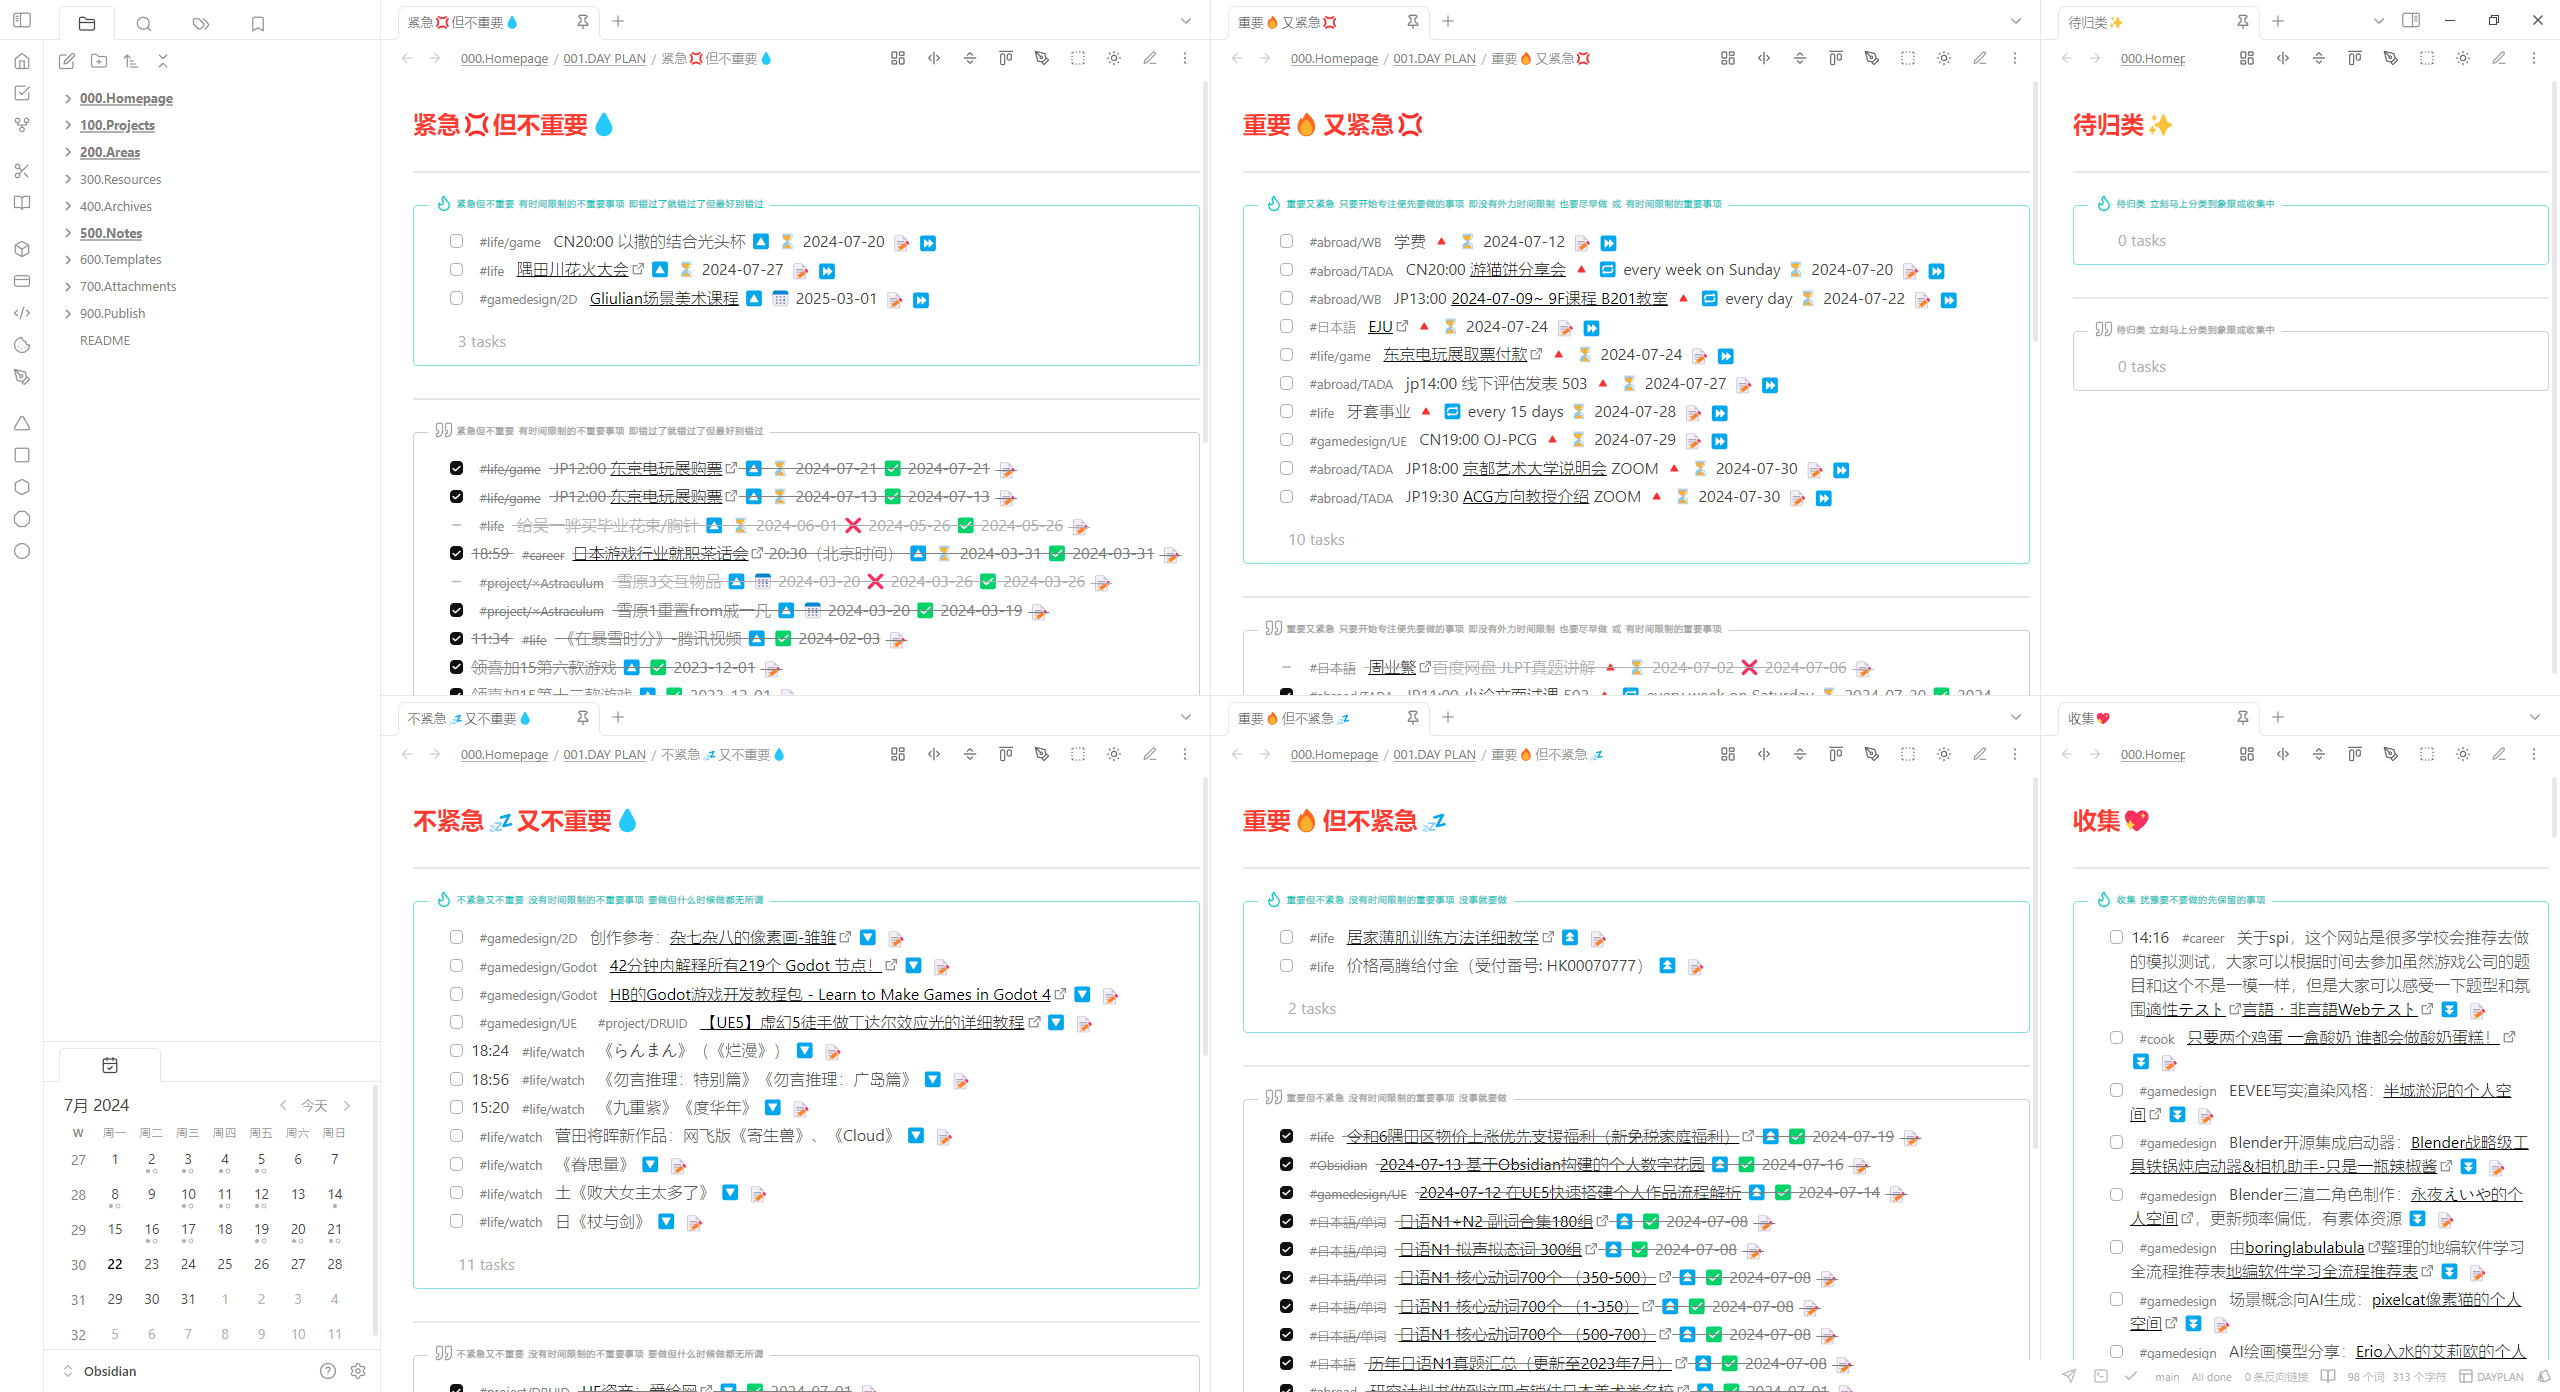 000.Homepage
100.Projects
200.Areas
300.Resources
400.Archives
500.Notes
600.Templates
700.Attachments
900.Publish
README
7月 2024
今天
W 周一 周二 周三 周四 周五 周六 周日
27 1 2 3 4 5 6 7
28 8 9 10 11 12 13 14
29 15 16 17 18 19 20 21
30 22 23 24 25 26 27 28
31 29 30 31 1 2 3 4
32 5 6 7 8 9 10 11
Obsidian
紧急💢但不重要💧
000.Homepage / 001.DAY PLAN / 紧急💢但不重要💧
紧急💢但不重要💧
紧急但不重要 有时间限制的不重要事项 即错过了就错过了但最好别错过
#life/game CN20:00 以撒的结合光头杯 🔼 ⏳ 2024-07-20 📝 ⏩
#life 隅田川花火大会 🔼 ⏳ 2024-07-27 📝 ⏩
#gamedesign/2D Gliulian场景美术课程 🔼 📅 2025-03-01 📝 ⏩
3 tasks
紧急但不重要 有时间限制的不重要事项 即错过了就错过了但最好别错过
#life/game JP12:00 东京电玩展购票 🔼 ⏳ 2024-07-21 ✅ 2024-07-21 📝
#life/game JP12:00 东京电玩展购票 🔼 ⏳ 2024-07-13 ✅ 2024-07-13 📝
#life 给吴一骅买毕业花束/胸针 🔼 ⏳ 2024-06-01 ❌ 2024-05-26 ✅ 2024-05-26 📝
18:59 #career 日本游戏行业就职茶话会 20:30（北京时间） 🔼 ⏳ 2024-03-31 ✅ 2024-03-31 📝
#project/×Astraculum 雪原3交互物品 🔼 📅 2024-03-20 ❌ 2024-03-26 ✅ 2024-03-26 📝
#project/×Astraculum 雪原1重置from戚一凡 🔼 📅 2024-03-20 ✅ 2024-03-19 📝
11:34 #life 《在暴雪时分》-腾讯视频 🔼 ✅ 2024-02-03 📝
领喜加15第六款游戏 🔼 ✅ 2023-12-01 📝
领喜加15第十二款游戏 🔼 ✅ 2023-12-01 📝
重要🔥又紧急💢
000.Homepage / 001.DAY PLAN / 重要🔥又紧急💢
重要🔥又紧急💢
重要又紧急 只要开始专注便先要做的事项 即没有外力时间限制 也要尽早做 或 有时间限制的重要事项
#abroad/WB 学费 🔺 ⏳ 2024-07-12 📝 ⏩
#abroad/TADA CN20:00 游猫饼分享会 🔺 🔁 every week on Sunday ⏳ 2024-07-20 📝 ⏩
#abroad/WB JP13:00 2024-07-09~ 9F课程 B201教室 🔺 🔁 every day ⏳ 2024-07-22 📝 ⏩
#日本語 EJU 🔺 ⏳ 2024-07-24 📝 ⏩
#life/game 东京电玩展取票付款 🔺 ⏳ 2024-07-24 📝 ⏩
#abroad/TADA jp14:00 线下评估发表 503 🔺 ⏳ 2024-07-27 📝 ⏩
#life 牙套事业 🔺 🔁 every 15 days ⏳ 2024-07-28 📝 ⏩
#gamedesign/UE CN19:00 OJ-PCG 🔺 ⏳ 2024-07-29 📝 ⏩
#abroad/TADA JP18:00 京都艺术大学说明会 ZOOM 🔺 ⏳ 2024-07-30 📝 ⏩
#abroad/TADA JP19:30 ACG方向教授介绍 ZOOM 🔺 ⏳ 2024-07-30 📝 ⏩
10 tasks
重要又紧急 只要开始专注便先要做的事项 即没有外力时间限制 也要尽早做 或 有时间限制的重要事项
#日本語 周业繁 百度网盘 JLPT真题讲解 🔺 ⏳ 2024-07-02 ❌ 2024-07-06 📝
#abroad/TADA JP11:00 小论文面试课 502 🔺 🔁 every week on Saturday ⏳ 2024-07-20 ✅ 2024
待归类✨
000.Homep
待归类✨
待归类 立刻马上分类到象限或收集中
0 tasks
待归类 立刻马上分类到象限或收集中
0 tasks
不紧急💤又不重要💧
000.Homepage / 001.DAY PLAN / 不紧急💤又不重要💧
不紧急💤又不重要💧
不紧急又不重要 没有时间限制的不重要事项 要做但什么时候做都无所谓
#gamedesign/2D 创作参考：杂七杂八的像素画-雏雏 🔽 📝
#gamedesign/Godot 42分钟内解释所有219个 Godot 节点！ 🔽 📝
#gamedesign/Godot HB的Godot游戏开发教程包 - Learn to Make Games in Godot 4 🔽 📝
#gamedesign/UE #project/DRUID 【UE5】虚幻5徒手做丁达尔效应光的详细教程 🔽 📝
18:24 #life/watch 《らんまん》（《烂漫》） 🔽 📝
18:56 #life/watch 《勿言推理：特别篇》《勿言推理：广岛篇》 🔽 📝
15:20 #life/watch 《九重紫》《度华年》 🔽 📝
#life/watch 菅田将晖新作品：网飞版《寄生兽》、《Cloud》 🔽 📝
#life/watch 《眷思量》 🔽 📝
#life/watch 土《败犬女主太多了》 🔽 📝
#life/watch 日《杖与剑》 🔽 📝
11 tasks
不紧急又不重要 没有时间限制的不重要事项 要做但什么时候做都无所谓
#project/DRUID UE资产：爱给网 🔽 ✅ 2024-07-01 📝
重要🔥但不紧急💤
000.Homepage / 001.DAY PLAN / 重要🔥但不紧急💤
重要🔥但不紧急💤
重要但不紧急 没有时间限制的重要事项 没事就要做
#life 居家薄肌训练方法详细教学 ⏫ 📝
#life 价格高腾给付金（受付番号: HK00070777） ⏫ 📝
2 tasks
重要但不紧急 没有时间限制的重要事项 没事就要做
#life 令和6隅田区物价上涨优先支援福利（新免税家庭福利） ⏫ ✅ 2024-07-19 📝
#Obsidian 2024-07-13 基于Obsidian构建的个人数字花园 ⏫ ✅ 2024-07-16 📝
#gamedesign/UE 2024-07-12 在UE5快速搭建个人作品流程解析 ⏫ ✅ 2024-07-14 📝
#日本語/单词 日语N1+N2 副词合集180组 ⏫ ✅ 2024-07-08 📝
#日本語/单词 日语N1 拟声拟态词 300组 ⏫ ✅ 2024-07-08 📝
#日本語/单词 日语N1 核心动词700个 （350-500） ⏫ ✅ 2024-07-08 📝
#日本語/单词 日语N1 核心动词700个 （1-350） ⏫ ✅ 2024-07-08 📝
#日本語/单词 日语N1 核心动词700个 （500-700） ⏫ ✅ 2024-07-08 📝
#日本語 历年日语N1真题汇总（更新至2023年7月） ⏫ ✅ 2024-07-08 📝
#abroad 研究计划书做到这四点锁住日本美术类名校 ⏫ ✅ 2024-07-01 📝
收集💖
000.Homep
收集💖
收集 犹豫要不要做的先保留的事项
14:16 #career 关于spi，这个网站是很多学校会推荐去做
的模拟测试，大家可以根据时间去参加虽然游戏公司的题
目和这个不是一模一样，但是大家可以感受一下题型和氛
围適性テスト 言語・非言語Webテスト ⏬ 📝
#cook 只要两个鸡蛋 一盒酸奶 谁都会做酸奶蛋糕！
⏬ 📝
#gamedesign EEVEE写实渲染风格：半城淤泥的个人空
间 ⏬ 📝
#gamedesign Blender开源集成启动器：Blender战略级工
具铁锅炖启动器&相机助手-只是一瓶辣椒酱 ⏬ 📝
#gamedesign Blender三渲二角色制作：永夜えいや的个
人空间，更新频率偏低，有素体资源 ⏬ 📝
#gamedesign 由boringlabulabula整理的地编软件学习
全流程推荐表地编软件学习全流程推荐表 ⏬ 📝
#gamedesign 场景概念向AI生成：pixelcat像素猫的个人
空间 ⏬ 📝
#gamedesign AI绘画模型分享：Erio入水的艾莉欧的个人
main All done 0 条反向链接 98 个词 313 个字符 DAYPLAN